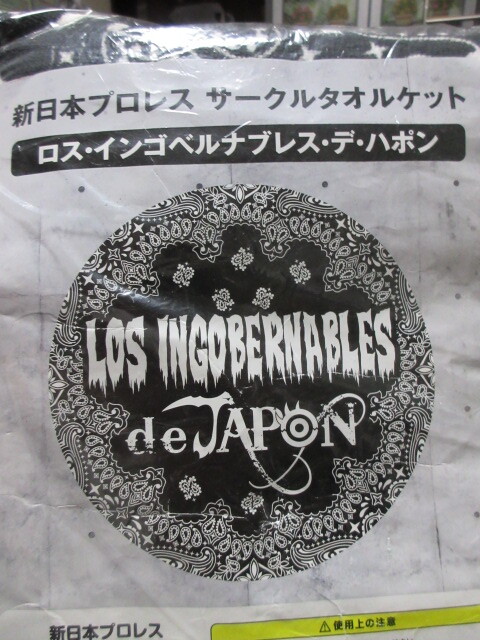 新日本プロレス サークルタオルケット
ロス・インゴベルナブレス・デ・ハポン
LOS INGOBERNABLES
de JAPON
新日本プロレス
⚠使用上の注意